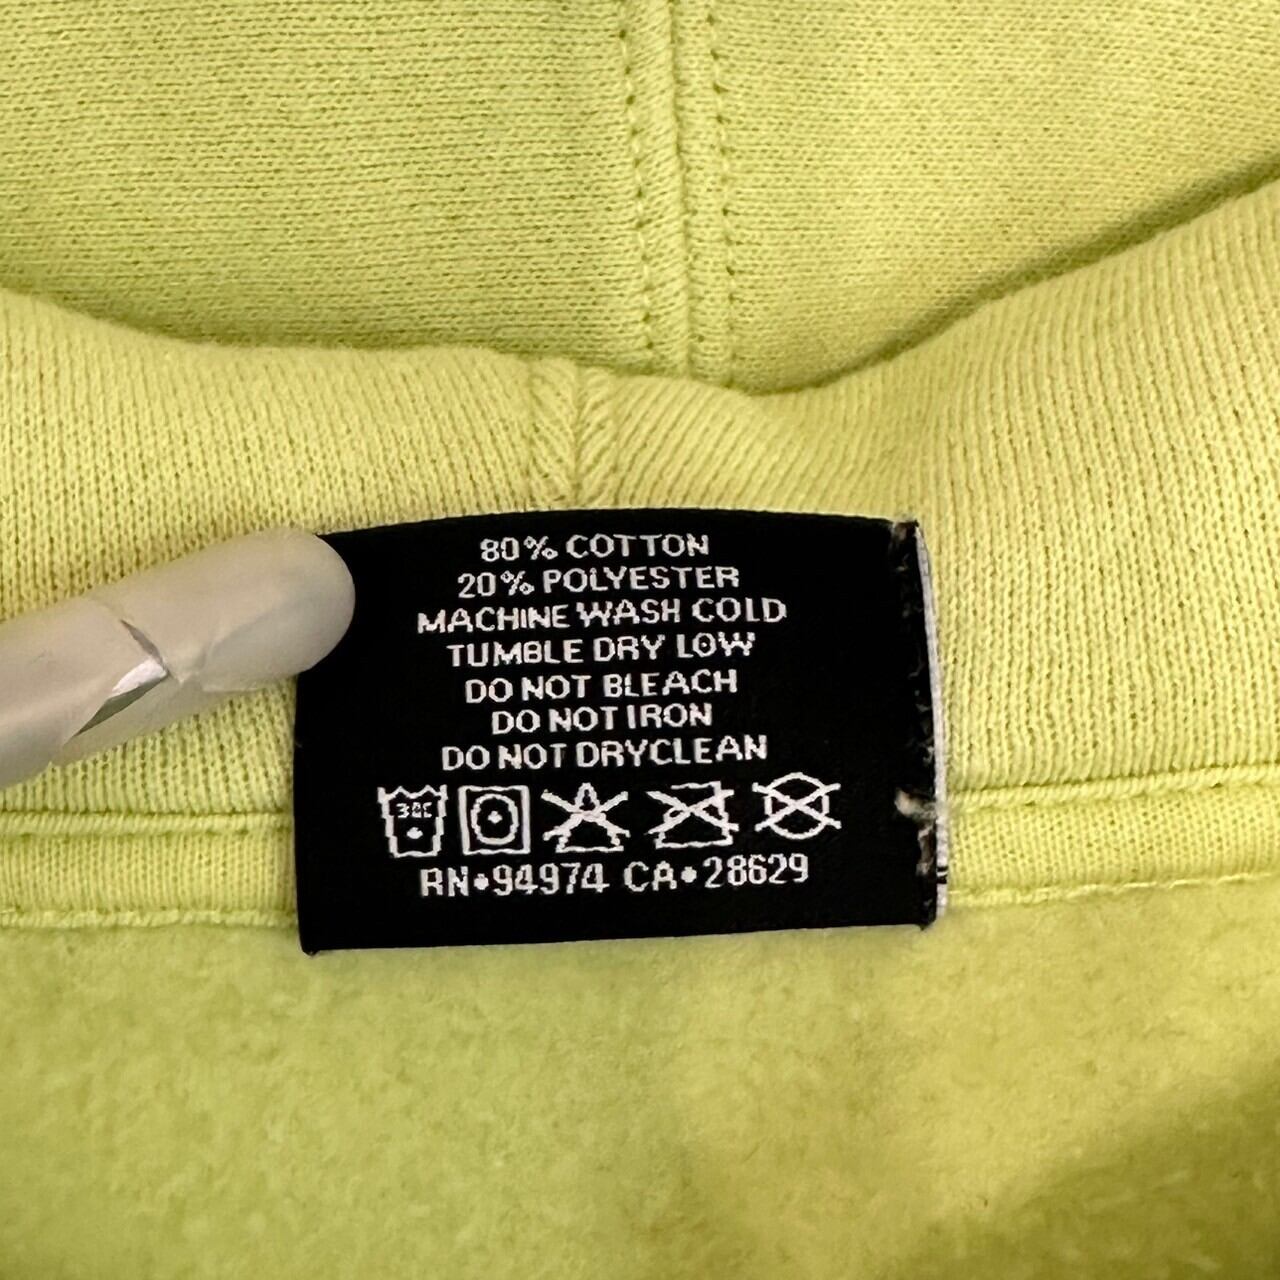 80% COTTON
20% POLYESTER
MACHINE WASH COLD
TUMBLE DRY LOW
DO NOT BLEACH
DO NOT IRON
DO NOT DRYCLEAN
30C
RN•94974 CA•28629